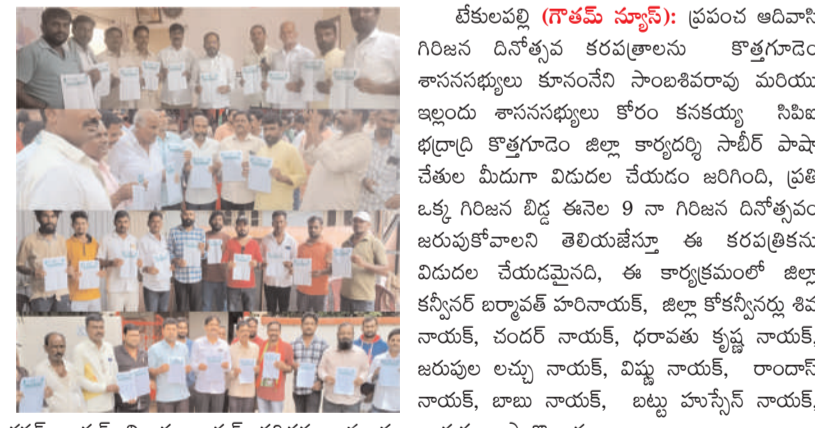 టేకులపల్లి (గౌతమ్ న్యూస్): ప్రపంచ ఆదివాసి
గిరిజన దినోత్సవ కరపత్రాలను కొత్తగూడెం
శాసనసభ్యులు కూనంనేని సాంబశివరావు మరియు
ఇల్లందు శాసనసభ్యులు కోరం కనకయ్య సిపిఐ
భద్రాద్రి కొత్తగూడెం జిల్లా కార్యదర్శి సాబీర్ పాషా
చేతుల మీదుగా విడుదల చేయడం జరిగింది, ప్రతి
ఒక్క గిరిజన బిడ్డ ఈనెల 9 నా గిరిజన దినోత్సవం
జరుపుకోవాలని తెలియజేస్తూ ఈ కరపత్రికను
విడుదల చేయడమైనది, ఈ కార్యక్రమంలో జిల్లా
కన్వీనర్ బర్మావత్ హరినాయక్, జిల్లా కోకన్వీనర్లు శివ
నాయక్, చందర్ నాయక్, ధరావతు కృష్ణ నాయక్,
జరుపుల లచ్చు నాయక్, విష్ణు నాయక్, రాందాస్
నాయక్, బాబు నాయక్, బట్టు హుస్సేన్ నాయక్,